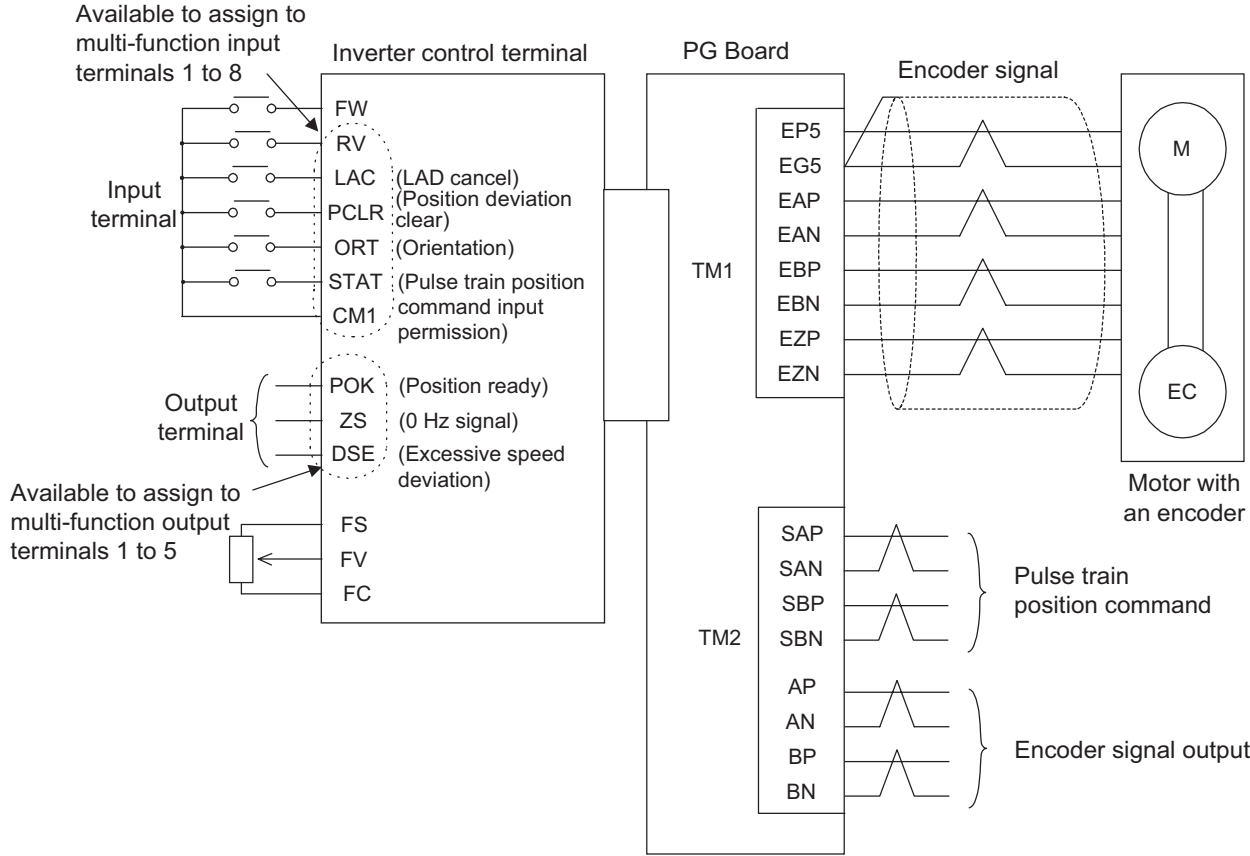 Available to assign to
multi-function input
terminals 1 to 8
Inverter control terminal
PG Board
Encoder signal
Input
terminal
FW
RV
LAC (LAD cancel)
PCLR (Position deviation
clear)
ORT (Orientation)
STAT (Pulse train position
command input
permission)
CM1
Output
terminal
POK (Position ready)
ZS (0 Hz signal)
DSE (Excessive speed
deviation)
Available to assign to
multi-function output
terminals 1 to 5
FS
FV
FC
TM1
EP5
EG5
EAP
EAN
EBP
EBN
EZP
EZN
M
EC
Motor with
an encoder
TM2
SAP
SAN
SBP
SBN
Pulse train
position command
AP
AN
BP
BN
Encoder signal output